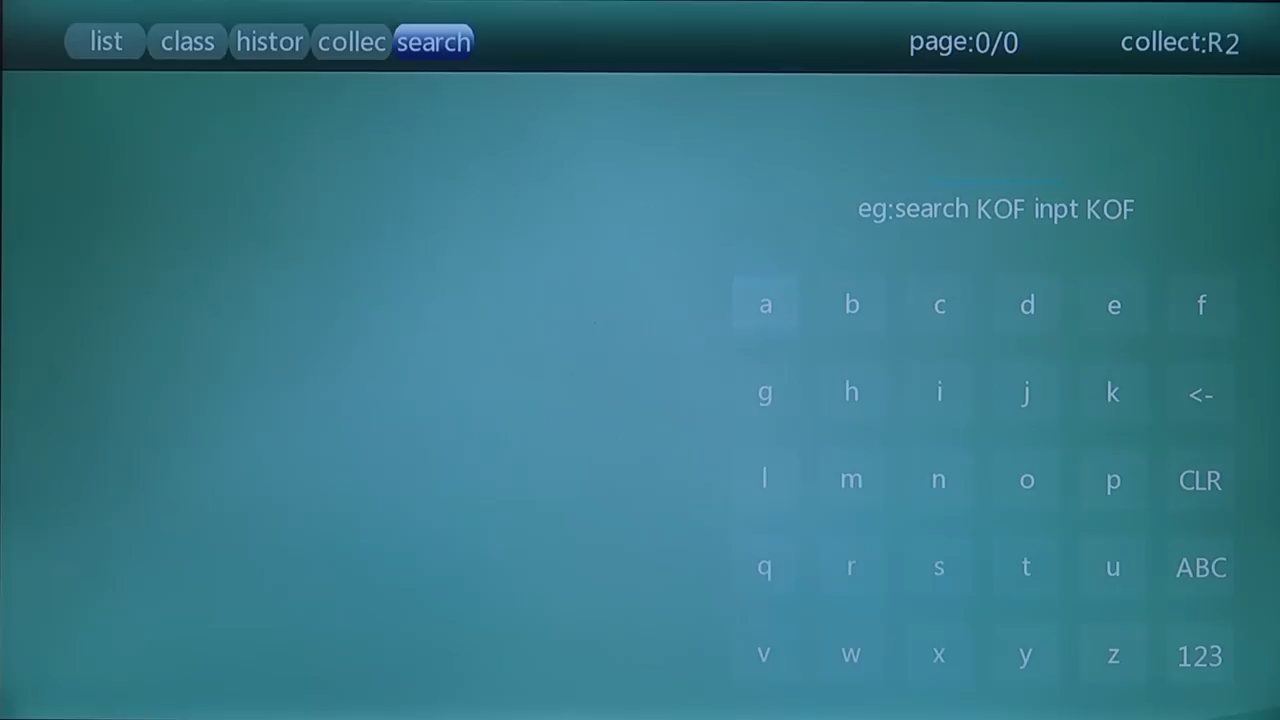 list class histor collec search page:0/0 collect:R2
eg:search KOF inpt KOF
a b c d e f
g h i j k <-
l m n o p CLR
q r s t u ABC
v w x y z 123